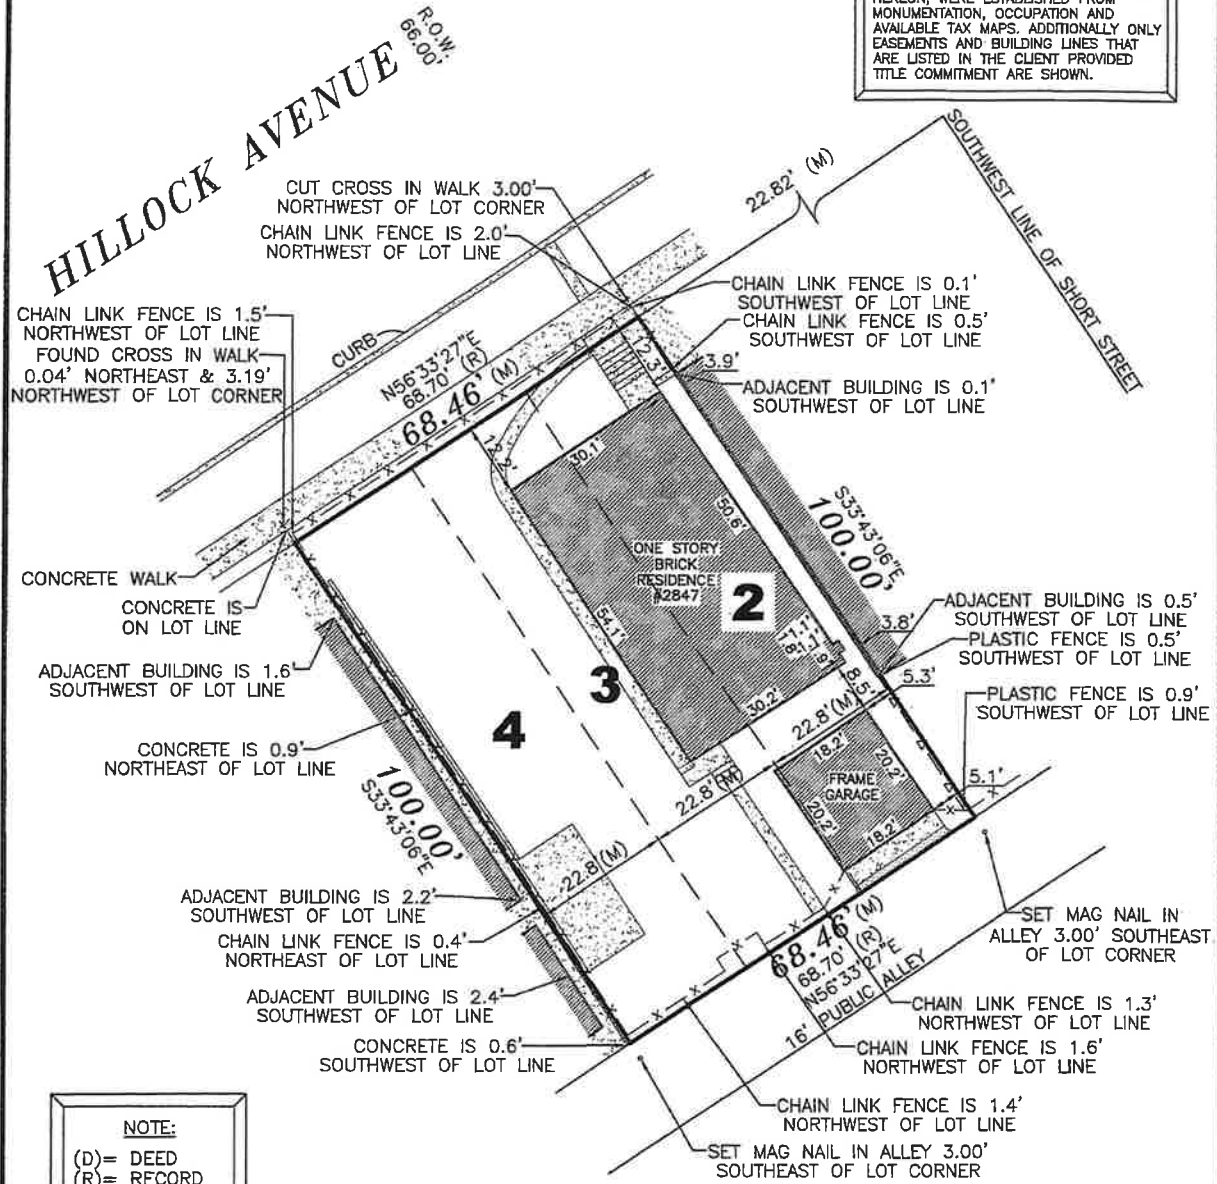 MONUMENTATION, OCCUPATION AND
AVAILABLE TAX MAPS. ADDITIONALLY ONLY
EASEMENTS AND BUILDING LINES THAT
ARE LISTED IN THE CLIENT PROVIDED
TITLE COMMITMENT ARE SHOWN.
HILLOCK AVENUE
R.O.W.
66.00'
SOUTHWEST LINE OF SHORT STREET
22.82' (M)
CUT CROSS IN WALK 3.00'
NORTHWEST OF LOT CORNER
CHAIN LINK FENCE IS 2.0'
NORTHWEST OF LOT LINE
CHAIN LINK FENCE IS 0.1'
SOUTHWEST OF LOT LINE
CHAIN LINK FENCE IS 0.5'
SOUTHWEST OF LOT LINE
CHAIN LINK FENCE IS 1.5'
NORTHWEST OF LOT LINE
FOUND CROSS IN WALK
0.04' NORTHEAST & 3.19'
NORTHWEST OF LOT CORNER
CURB
N56°33'27"E
68.70' (R)
68.46' (M)
12.3'
3.9'
ADJACENT BUILDING IS 0.1'
SOUTHWEST OF LOT LINE
12.2'
30.1'
50.6'
S33°43'06"E
100.00'
ONE STORY
BRICK
RESIDENCE
#2847
2
54.1'
CONCRETE WALK
CONCRETE IS
ON LOT LINE
ADJACENT BUILDING IS 1.6'
SOUTHWEST OF LOT LINE
ADJACENT BUILDING IS 0.5'
SOUTHWEST OF LOT LINE
3.8'
PLASTIC FENCE IS 0.5'
SOUTHWEST OF LOT LINE
1.1'
8.5'
5.3'
3
4
30.2'
22.8' (M)
PLASTIC FENCE IS 0.9'
SOUTHWEST OF LOT LINE
CONCRETE IS 0.9'
NORTHEAST OF LOT LINE
18.2'
20.2'
FRAME
GARAGE
20.2'
18.2'
5.1'
100.00'
S33°43'06"E
22.8' (M)
22.8 (M)
ADJACENT BUILDING IS 2.2'
SOUTHWEST OF LOT LINE
CHAIN LINK FENCE IS 0.4'
NORTHEAST OF LOT LINE
ADJACENT BUILDING IS 2.4'
SOUTHWEST OF LOT LINE
CONCRETE IS 0.6'
SOUTHWEST OF LOT LINE
68.46' (M)
68.70' (R)
N56°33'27"E
16' PUBLIC ALLEY
SET MAG NAIL IN
ALLEY 3.00' SOUTHEAST
OF LOT CORNER
CHAIN LINK FENCE IS 1.3'
NORTHWEST OF LOT LINE
CHAIN LINK FENCE IS 1.6'
NORTHWEST OF LOT LINE
CHAIN LINK FENCE IS 1.4'
NORTHWEST OF LOT LINE
SET MAG NAIL IN ALLEY 3.00'
SOUTHEAST OF LOT CORNER
NOTE:
(D)= DEED
(R)= RECORD